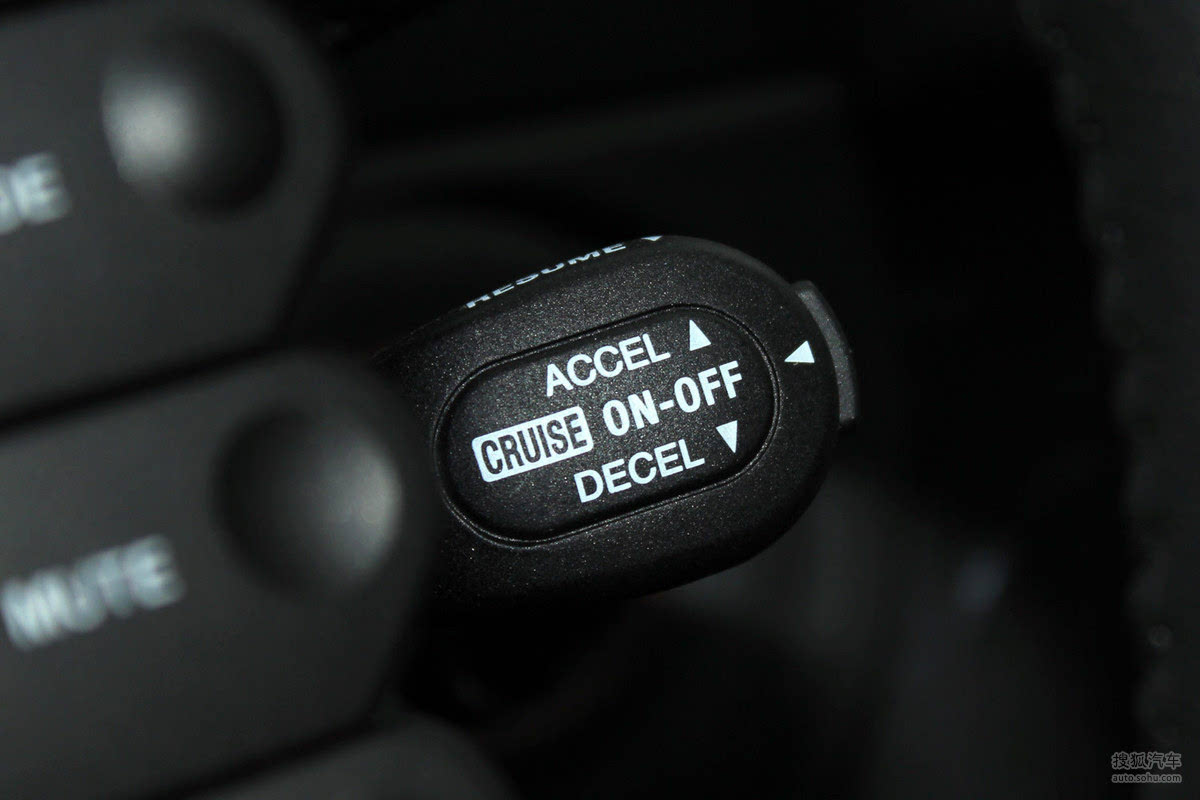 RESUME
ACCEL
CRUISE ON-OFF
DECEL
MUTE
搜狐汽车
auto.sohu.com